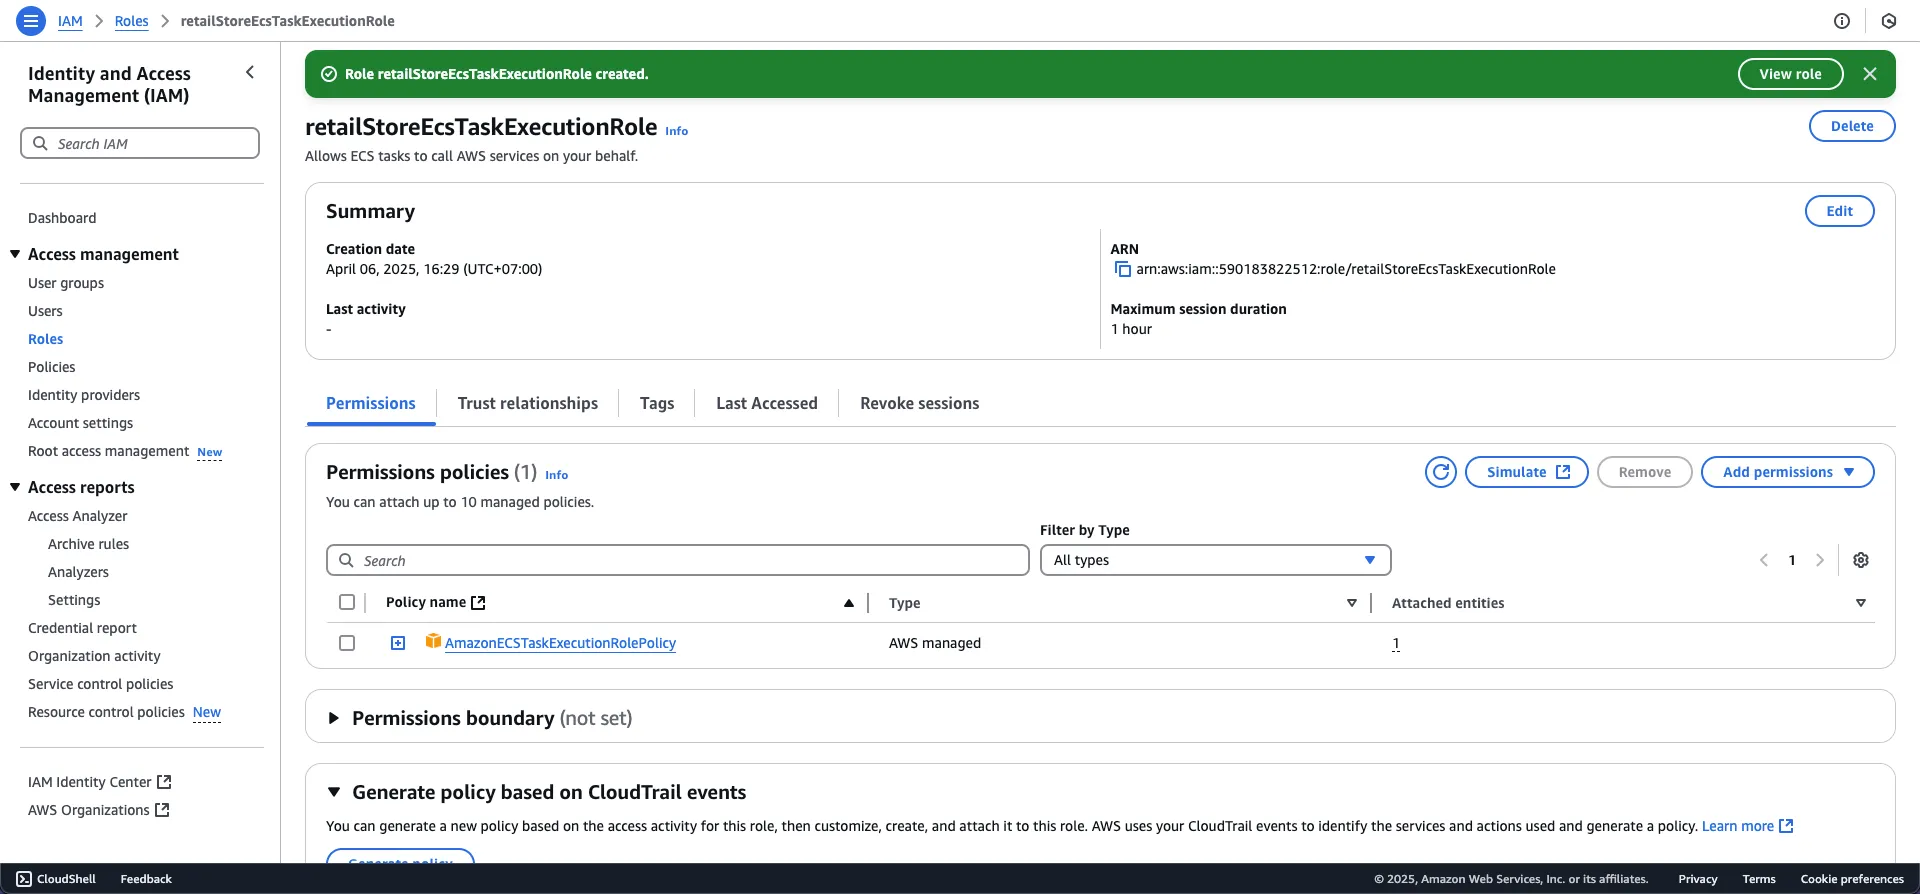 IAM > Roles > retailStoreEcsTaskExecutionRole
Identity and Access
Management (IAM)
Search IAM
Dashboard
Access management
User groups
Users
Roles
Policies
Identity providers
Account settings
Root access management New
Access reports
Access Analyzer
Archive rules
Analyzers
Settings
Credential report
Organization activity
Service control policies
Resource control policies New
IAM Identity Center
AWS Organizations
Role retailStoreEcsTaskExecutionRole created.
View role
retailStoreEcsTaskExecutionRole Info
Delete
Allows ECS tasks to call AWS services on your behalf.
Summary
Edit
Creation date
April 06, 2025, 16:29 (UTC+07:00)
Last activity
-
ARN
arn:aws:iam::590183822512:role/retailStoreEcsTaskExecutionRole
Maximum session duration
1 hour
Permissions
Trust relationships
Tags
Last Accessed
Revoke sessions
Permissions policies (1) Info
Simulate
Remove
Add permissions
You can attach up to 10 managed policies.
Filter by Type
Search
All types
1
Policy name
Type
Attached entities
AmazonECSTaskExecutionRolePolicy
AWS managed
1
Permissions boundary (not set)
Generate policy based on CloudTrail events
You can generate a new policy based on the access activity for this role, then customize, create, and attach it to this role. AWS uses your CloudTrail events to identify the services and actions used and generate a policy. Learn more
Generate policy
CloudShell
Feedback
© 2025, Amazon Web Services, Inc. or its affiliates.
Privacy
Terms
Cookie preferences